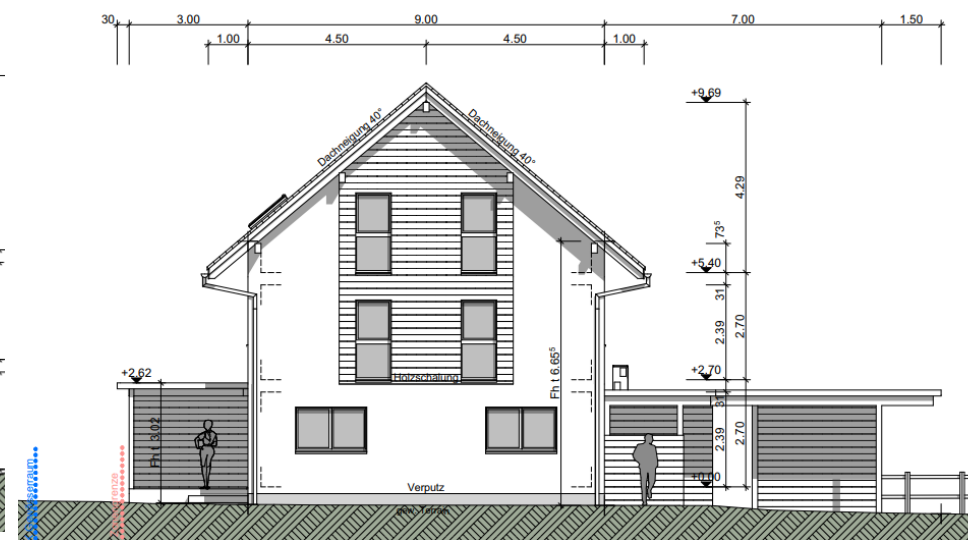 30 3.00 9.00 7.00 1.50
1.00 4.50 4.50 1.00
+9,69
Dachneigung 40°
Dachneigung 40°
4.29
73⁵
+5,40
31
2.39
2.70
Fh t 6.65⁵
+2,62
Holzschalung
+2,70
31
2.39
2.70
Fh t 3.02
+0,00
Verputz
gew. Terrain